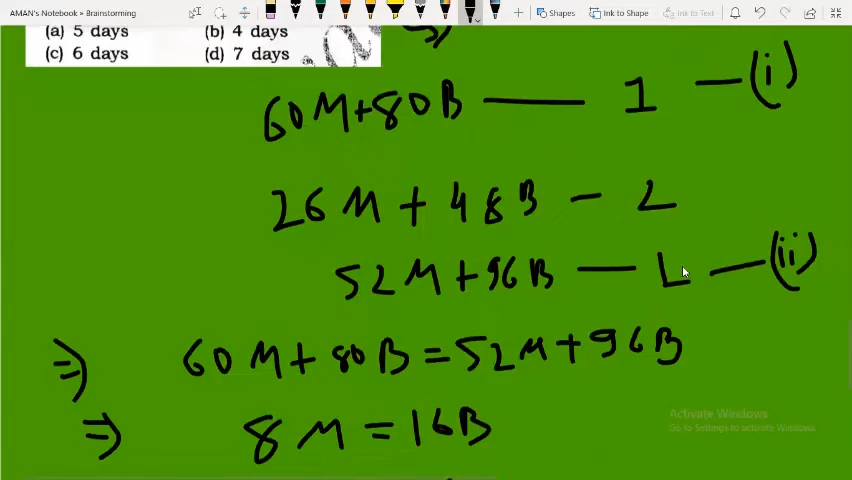 AMAN's Notebook » Brainstorming
Shapes Ink to Shape Ink to Text
(a) 5 days (b) 4 days
(c) 6 days (d) 7 days
60M+80B — 1 — (i)
26M + 48B - 2
52M+96B — L — (ii)
⇒ 60M+80B=52M+96B
⇒ 8M=16B
Activate Windows
Go to Settings to activate Windows.